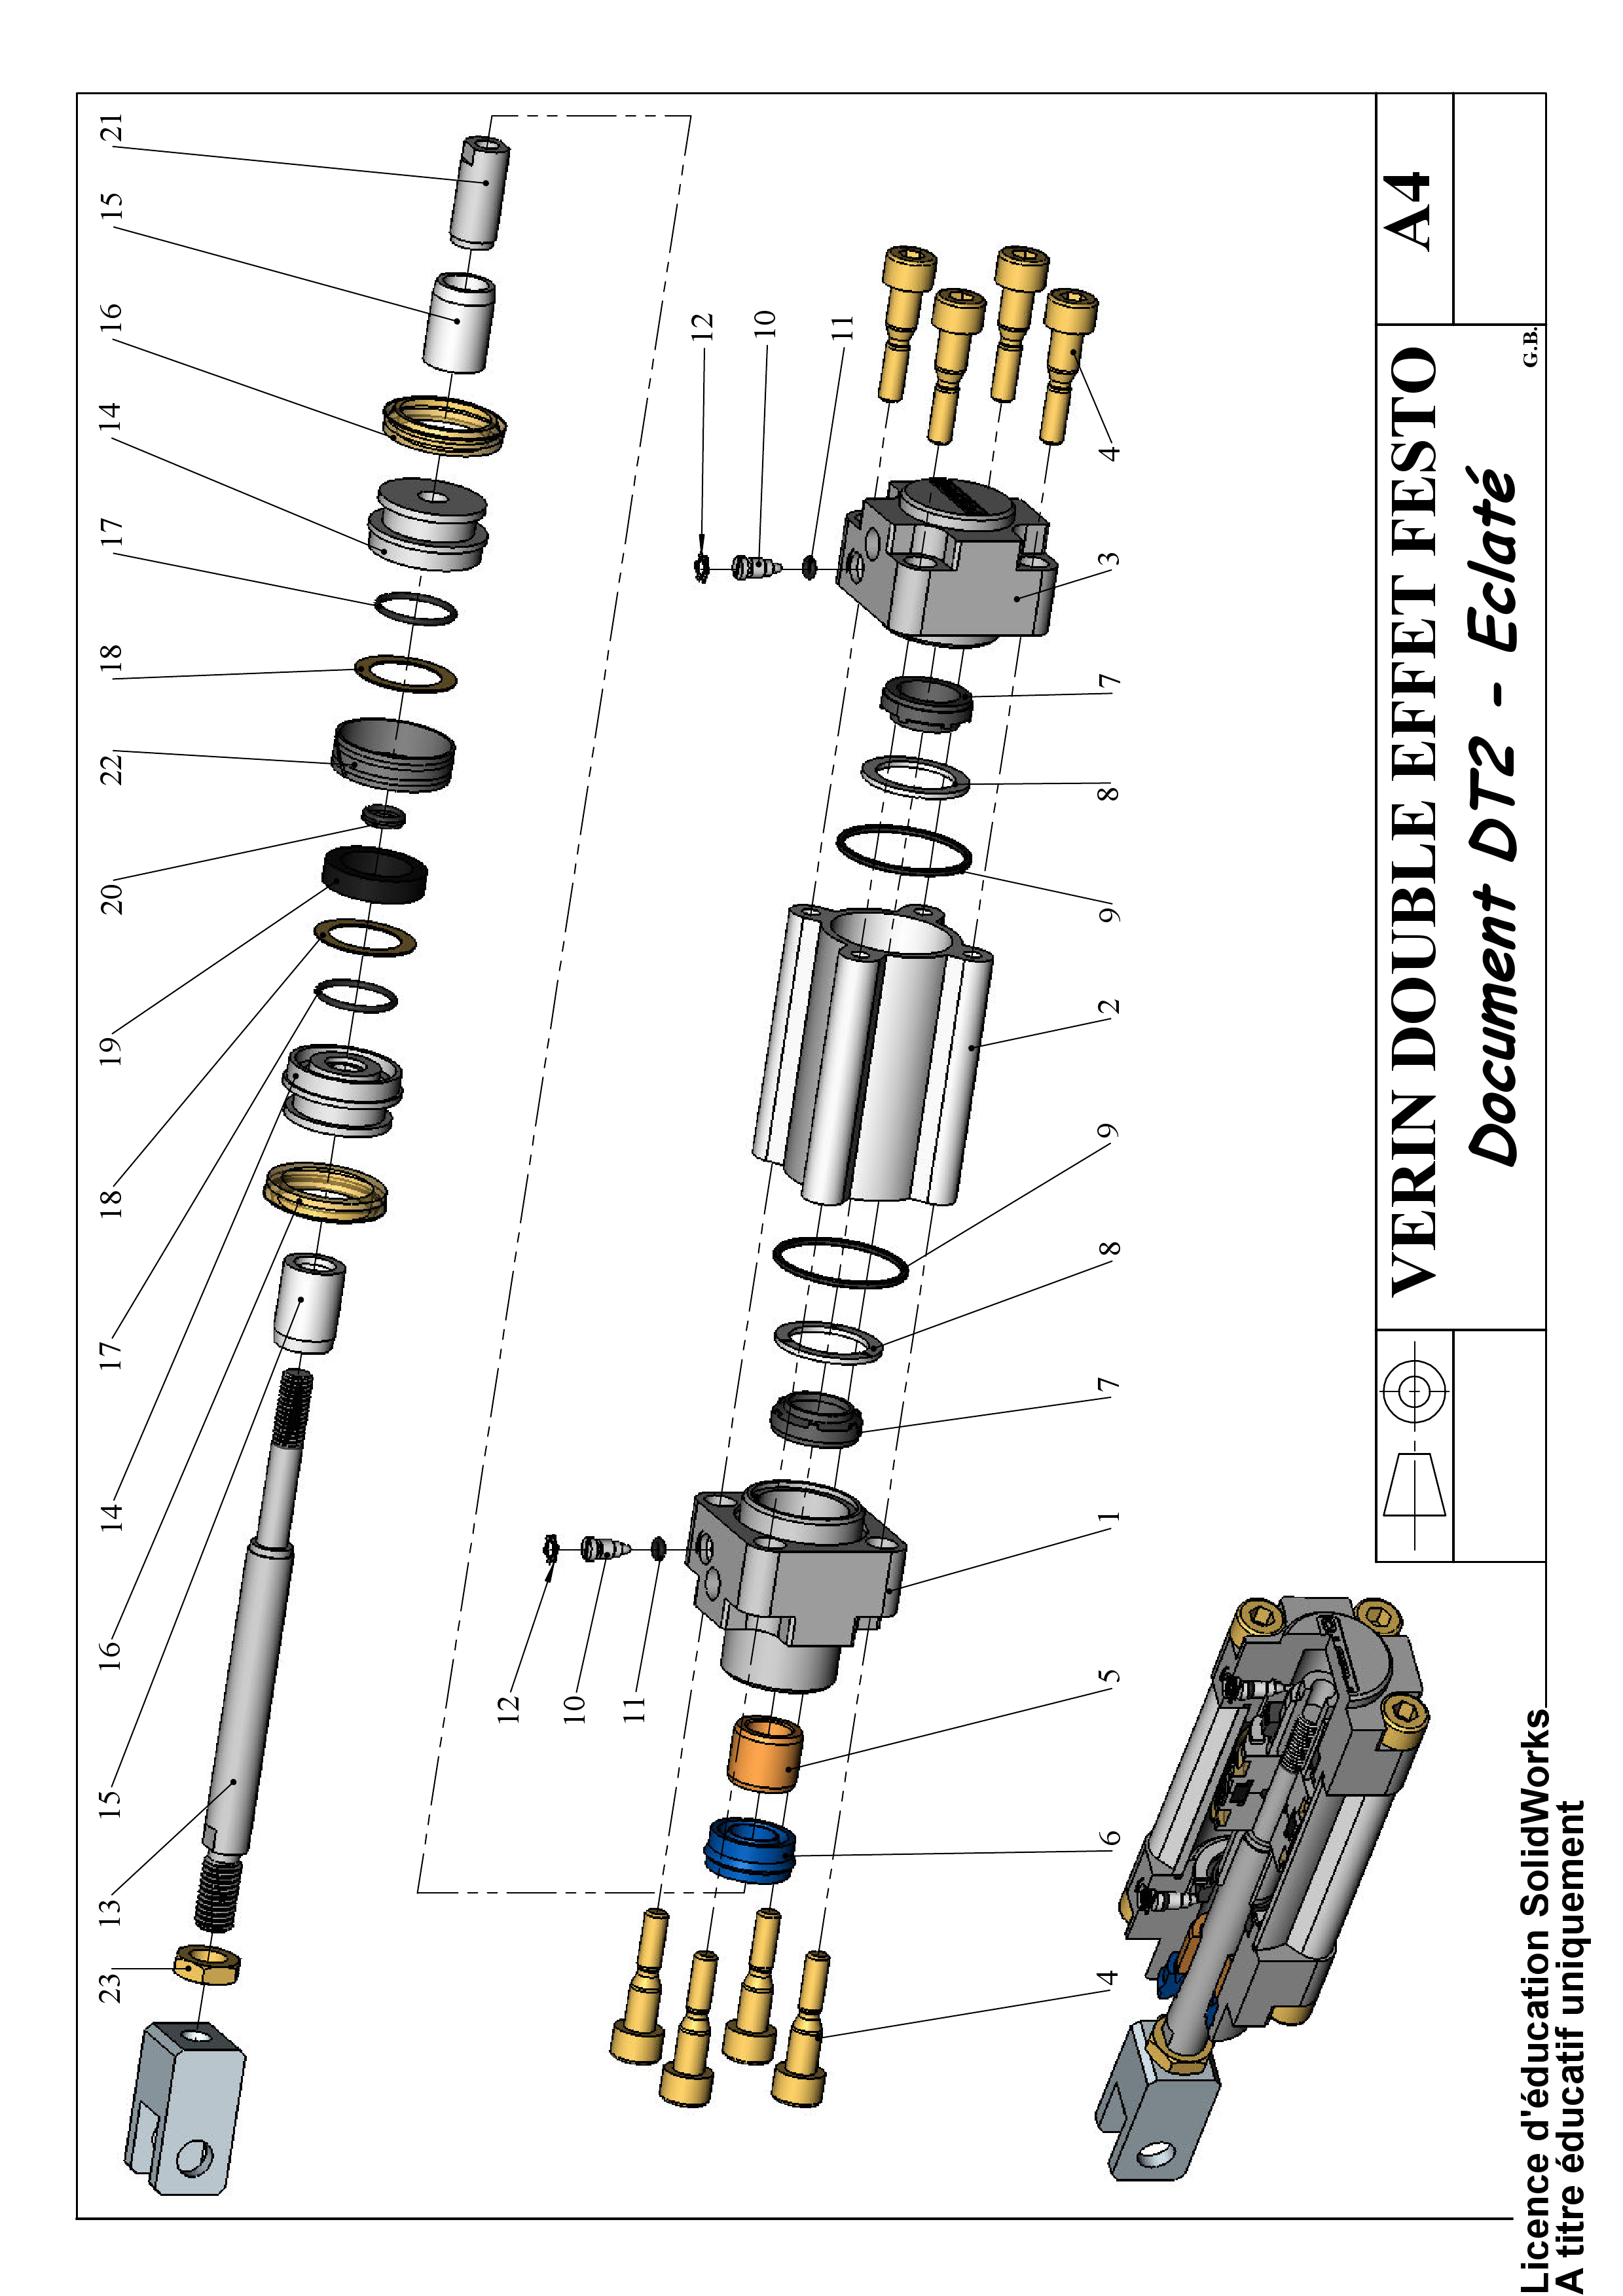 23 13 15 16 14 17 18 19 20 22 18 17 14 16 15 21
12
10
11
12
10
11
4 6 5 1 7 8 9 2 9 8 7 3 4
VERIN DOUBLE EFFET FESTO
A4
Document DT2 - Eclaté
G.B.
Licence d'éducation SolidWorks
A titre éducatif uniquement